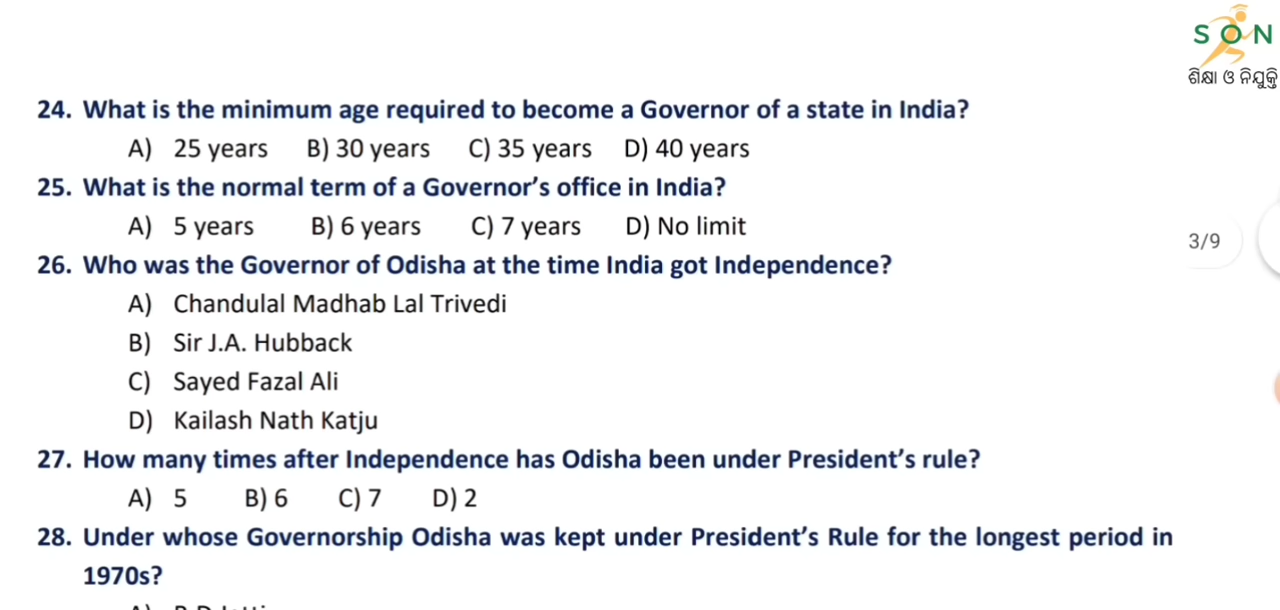 S O N
ଶିକ୍ଷା ଓ ନିଯୁକ୍ତି
24. What is the minimum age required to become a Governor of a state in India?
A) 25 years B) 30 years C) 35 years D) 40 years
25. What is the normal term of a Governor’s office in India?
A) 5 years B) 6 years C) 7 years D) No limit
3/9
26. Who was the Governor of Odisha at the time India got Independence?
A) Chandulal Madhab Lal Trivedi
B) Sir J.A. Hubback
C) Sayed Fazal Ali
D) Kailash Nath Katju
27. How many times after Independence has Odisha been under President’s rule?
A) 5 B) 6 C) 7 D) 2
28. Under whose Governorship Odisha was kept under President’s Rule for the longest period in
1970s?